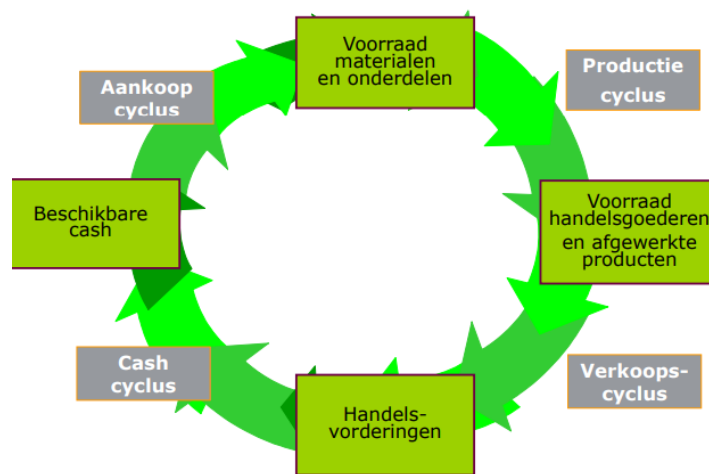 Voorraad
materialen
en onderdelen
Aankoop
cyclus
Productie
cyclus
Beschikbare
cash
Voorraad
handelsgoederen
en afgewerkte
producten
Cash
cyclus
Verkoops-
cyclus
Handels-
vorderingen